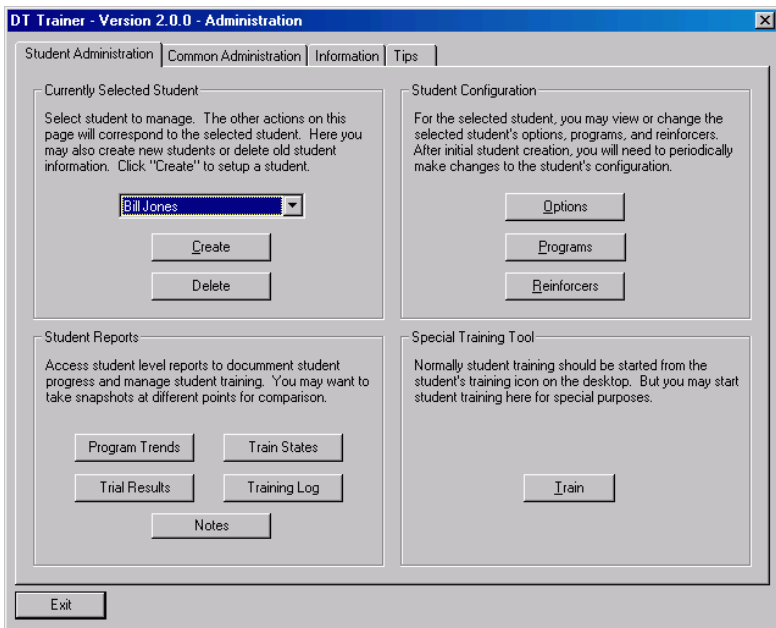 DT Trainer - Version 2.0.0 - Administration
Student Administration Common Administration Information Tips
Currently Selected Student
Select student to manage. The other actions on this
page will correspond to the selected student. Here you
may also create new students or delete old student
information. Click "Create" to setup a student.
Bill Jones
Create
Delete
Student Configuration
For the selected student, you may view or change the
selected student's options, programs, and reinforcers.
After initial student creation, you will need to periodically
make changes to the student's configuration.
Options
Programs
Reinforcers
Student Reports
Access student level reports to documment student
progress and manage student training. You may want to
take snapshots at different points for comparison.
Program Trends Train States
Trial Results Training Log
Notes
Special Training Tool
Normally student training should be started from the
student's training icon on the desktop. But you may start
student training here for special purposes.
Train
Exit